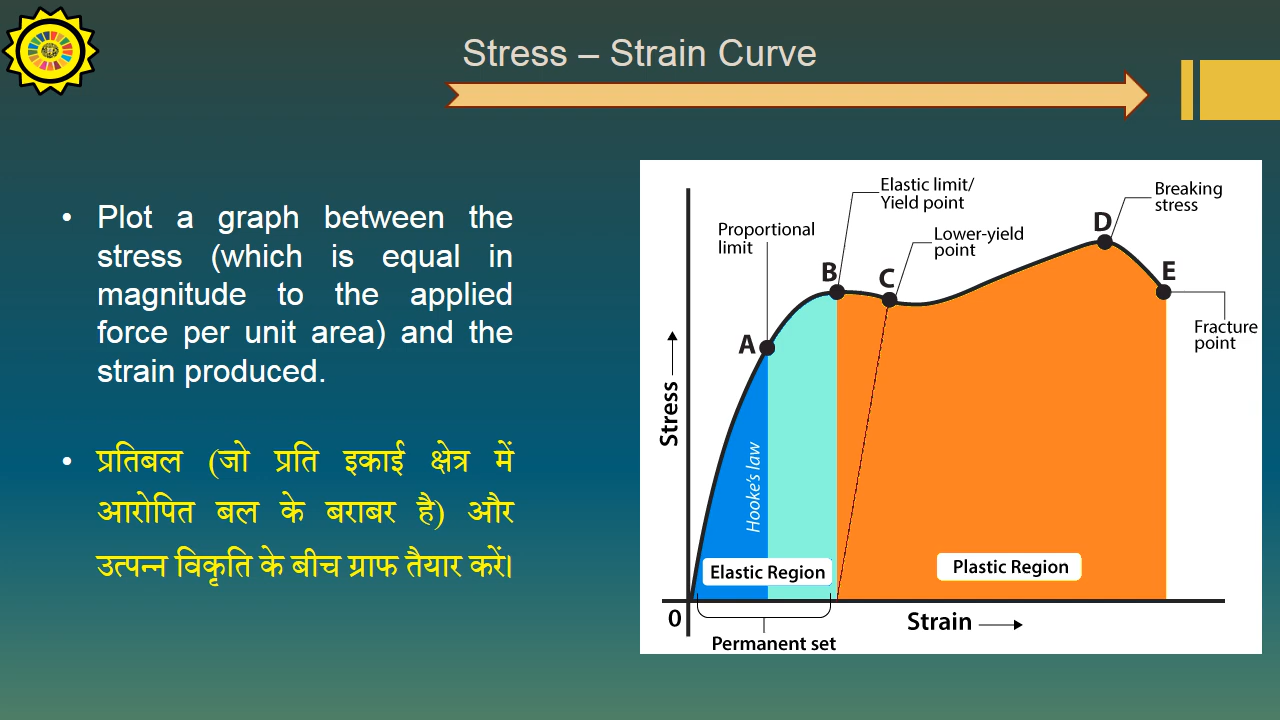 Stress – Strain Curve
• Plot a graph between the
stress (which is equal in
magnitude to the applied
force per unit area) and the
strain produced.
• प्रतिबल (जो प्रति इकाई क्षेत्र में
आरोपित बल के बराबर है) और
उत्पन्न विकृति के बीच ग्राफ तैयार करें।
Elastic limit/
Yield point
Breaking
stress
Proportional
limit
Lower-yield
point
D
B
C
E
A
Fracture
point
Stress
Hooke's law
Elastic Region
Plastic Region
0
Strain
Permanent set